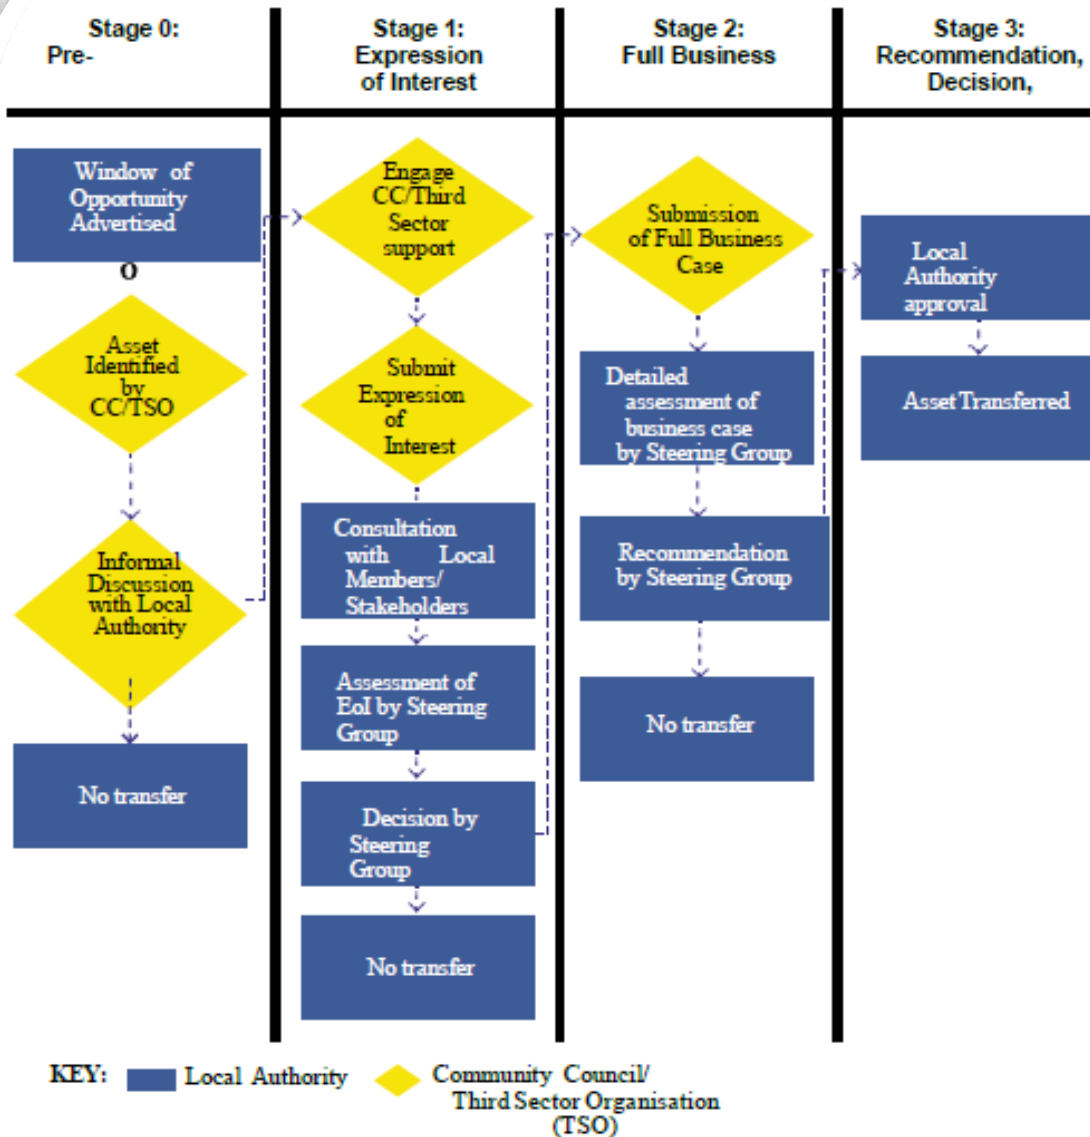 Stage 0:
Pre-
Stage 1:
Expression
of Interest
Stage 2:
Full Business
Stage 3:
Recommendation,
Decision,
Window of
Opportunity
Advertised
O
Asset
Identified
by
CC/TSO
Informal
Discussion
with Local
Authority
No transfer
Engage
CC/Third
Sector
support
Submit
Expression
of
Interest
Consultation
with Local
Members/
Stakeholders
Assessment of
EoI by Steering
Group
Decision by
Steering
Group
No transfer
Submission
of Full Business
Case
Detailed
assessment of
business case
by Steering Group
Recommendation
by Steering Group
No transfer
Local
Authority
approval
Asset Transferred
KEY:
Local Authority
Community Council/
Third Sector Organisation
(TSO)